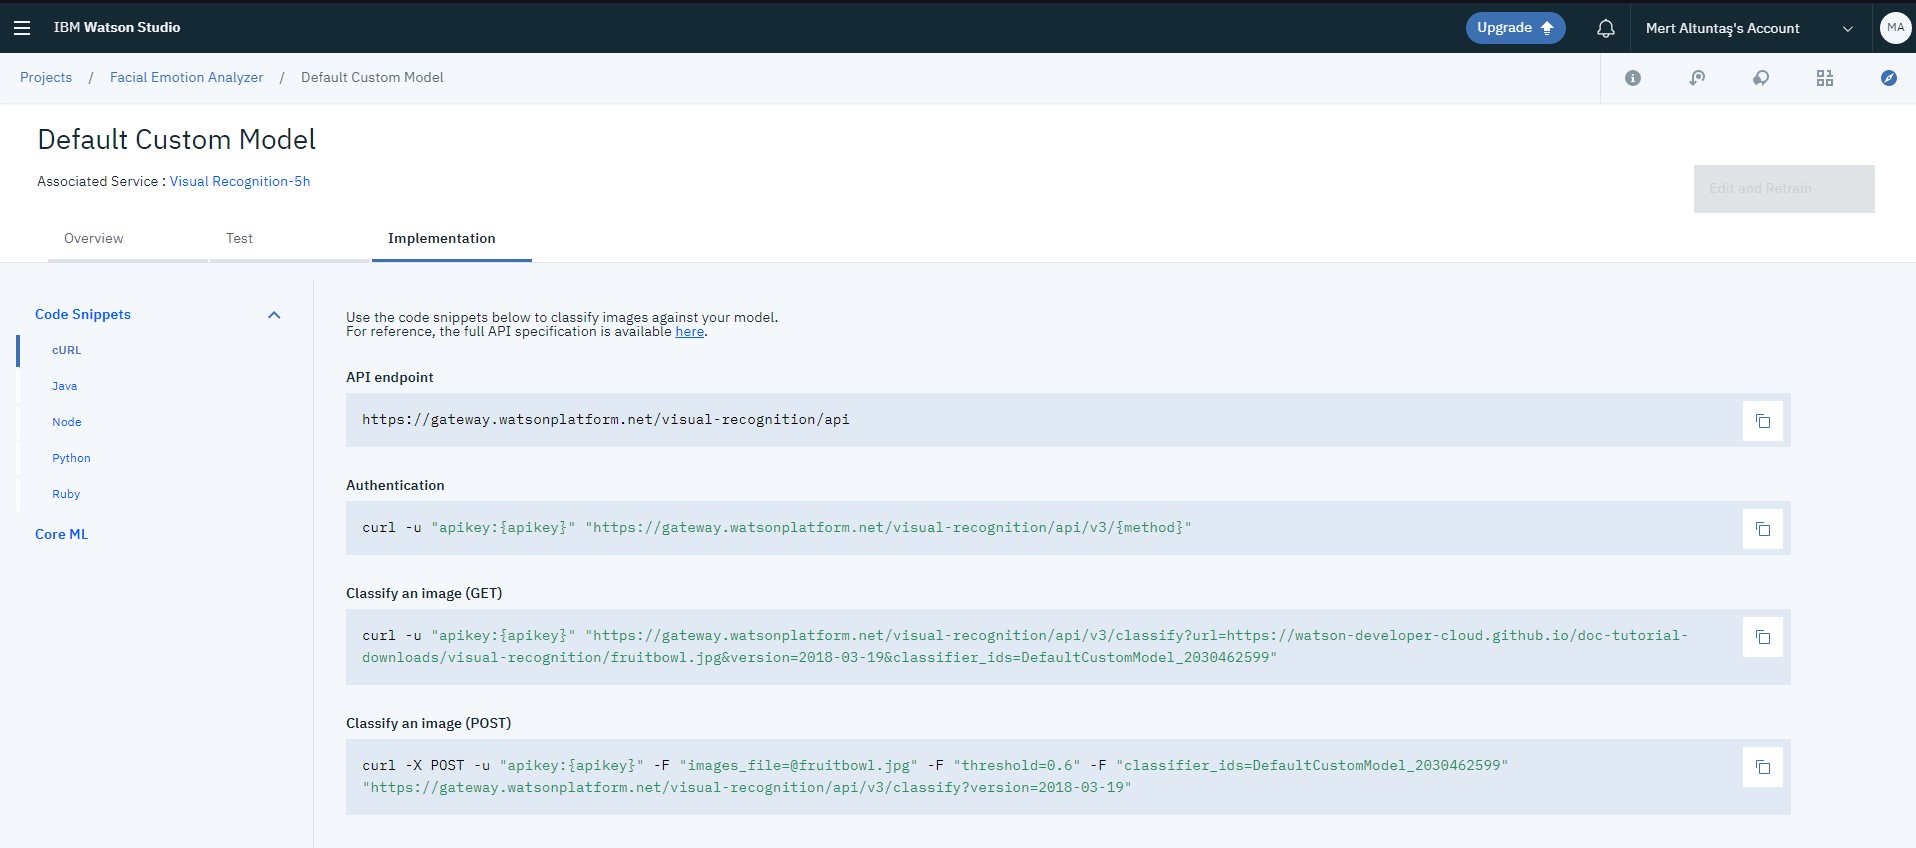 IBM Watson Studio
Upgrade
Mert Altuntaş's Account
MA
Projects / Facial Emotion Analyzer / Default Custom Model
Default Custom Model
Associated Service : Visual Recognition-5h
Edit and Retrain
Overview
Test
Implementation
Code Snippets
cURL
Java
Node
Python
Ruby
Core ML
Use the code snippets below to classify images against your model.
For reference, the full API specification is available here.
API endpoint
https://gateway.watsonplatform.net/visual-recognition/api
Authentication
curl -u "apikey:{apikey}" "https://gateway.watsonplatform.net/visual-recognition/api/v3/{method}"
Classify an image (GET)
curl -u "apikey:{apikey}" "https://gateway.watsonplatform.net/visual-recognition/api/v3/classify?url=https://watson-developer-cloud.github.io/doc-tutorial-
downloads/visual-recognition/fruitbowl.jpg&version=2018-03-19&classifier_ids=DefaultCustomModel_2030462599"
Classify an image (POST)
curl -X POST -u "apikey:{apikey}" -F "images_file=@fruitbowl.jpg" -F "threshold=0.6" -F "classifier_ids=DefaultCustomModel_2030462599"
"https://gateway.watsonplatform.net/visual-recognition/api/v3/classify?version=2018-03-19"